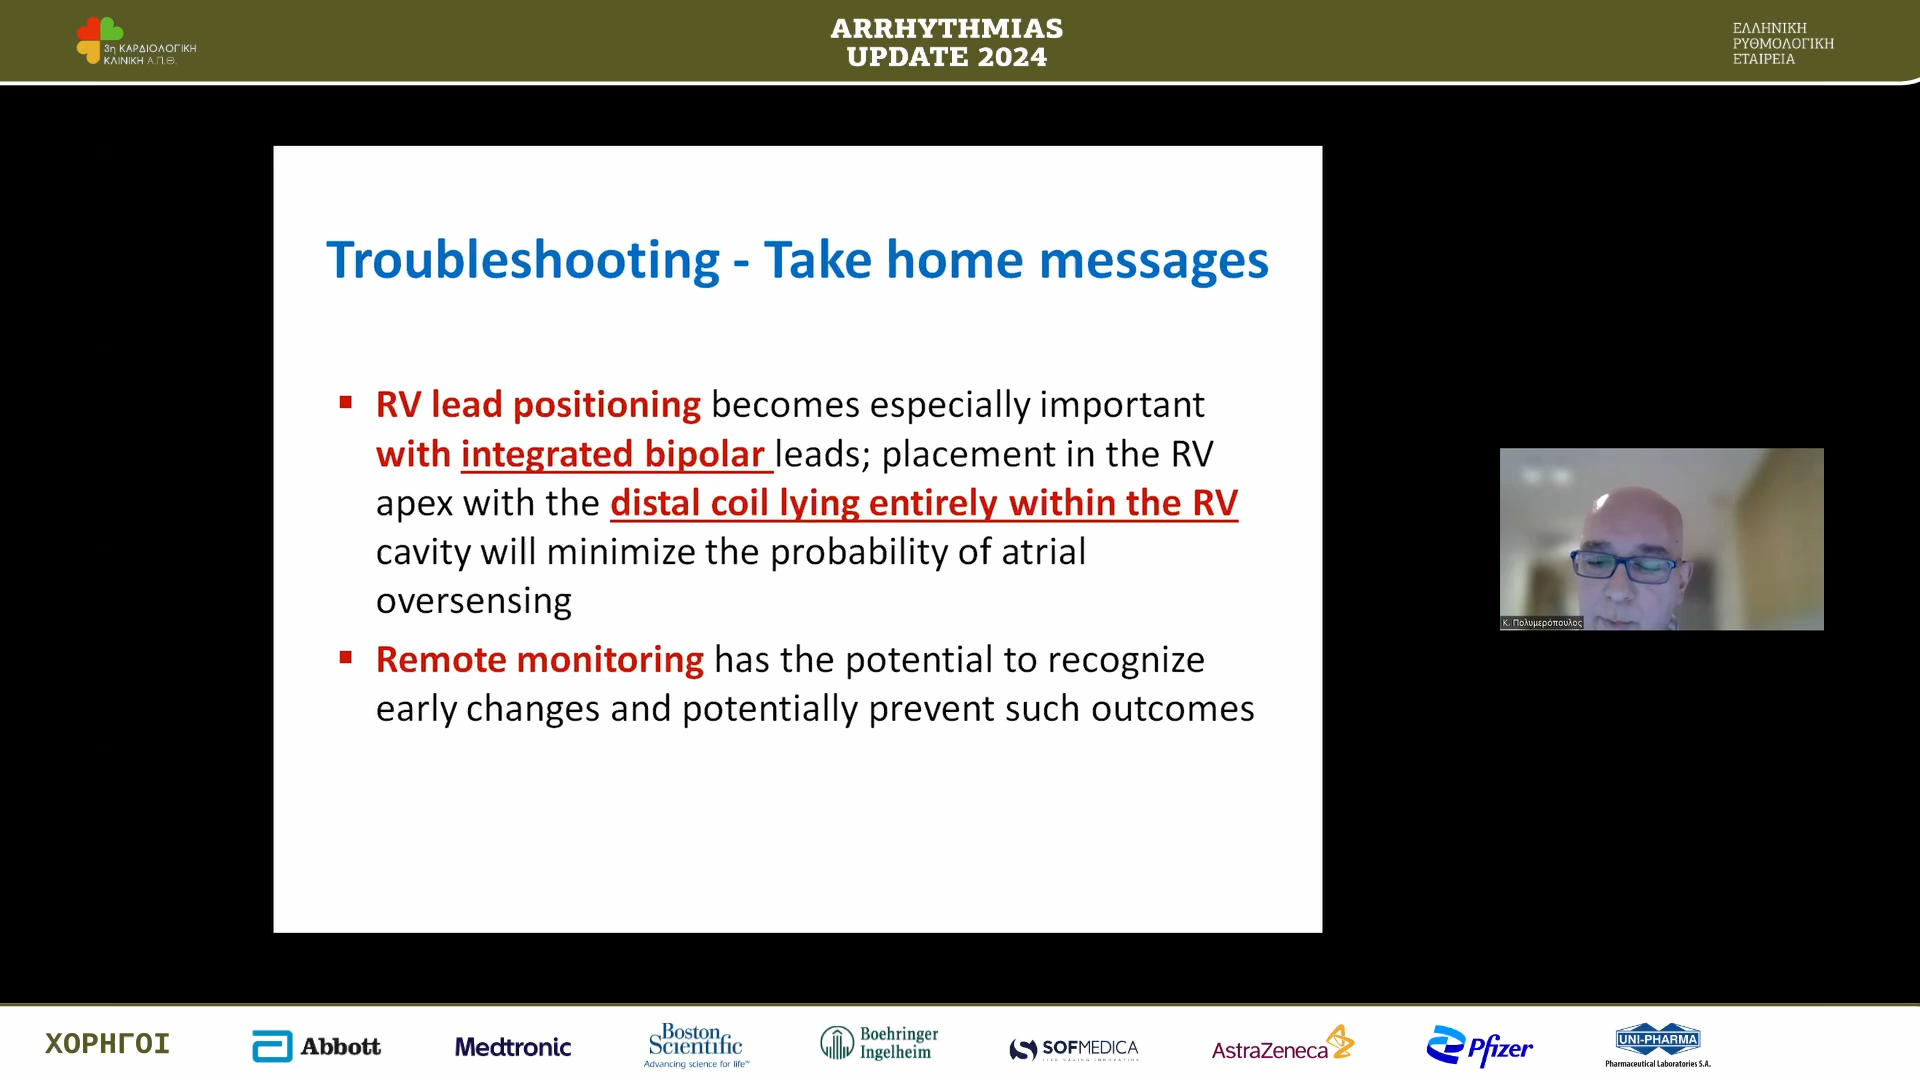 3η ΚΑΡΔΙΟΛΟΓΙΚΗ
ΚΛΙΝΙΚΗ Α.Π.Θ.
ARRHYTHMIAS
UPDATE 2024
ΕΛΛΗΝΙΚΗ
ΡΥΘΜΟΛΟΓΙΚΗ
ΕΤΑΙΡΕΙΑ
Troubleshooting - Take home messages
▪ RV lead positioning becomes especially important
with integrated bipolar leads; placement in the RV
apex with the distal coil lying entirely within the RV
cavity will minimize the probability of atrial
oversensing
▪ Remote monitoring has the potential to recognize
early changes and potentially prevent such outcomes
Κ. Πολυμερόπουλος
ΧΟΡΗΓΟΙ
Abbott
Medtronic
Boston
Scientific
Advancing science for life™
Boehringer
Ingelheim
SOFMEDICA
AstraZeneca
Pfizer
UNI-PHARMA
Pharmaceutical Laboratories S.A.